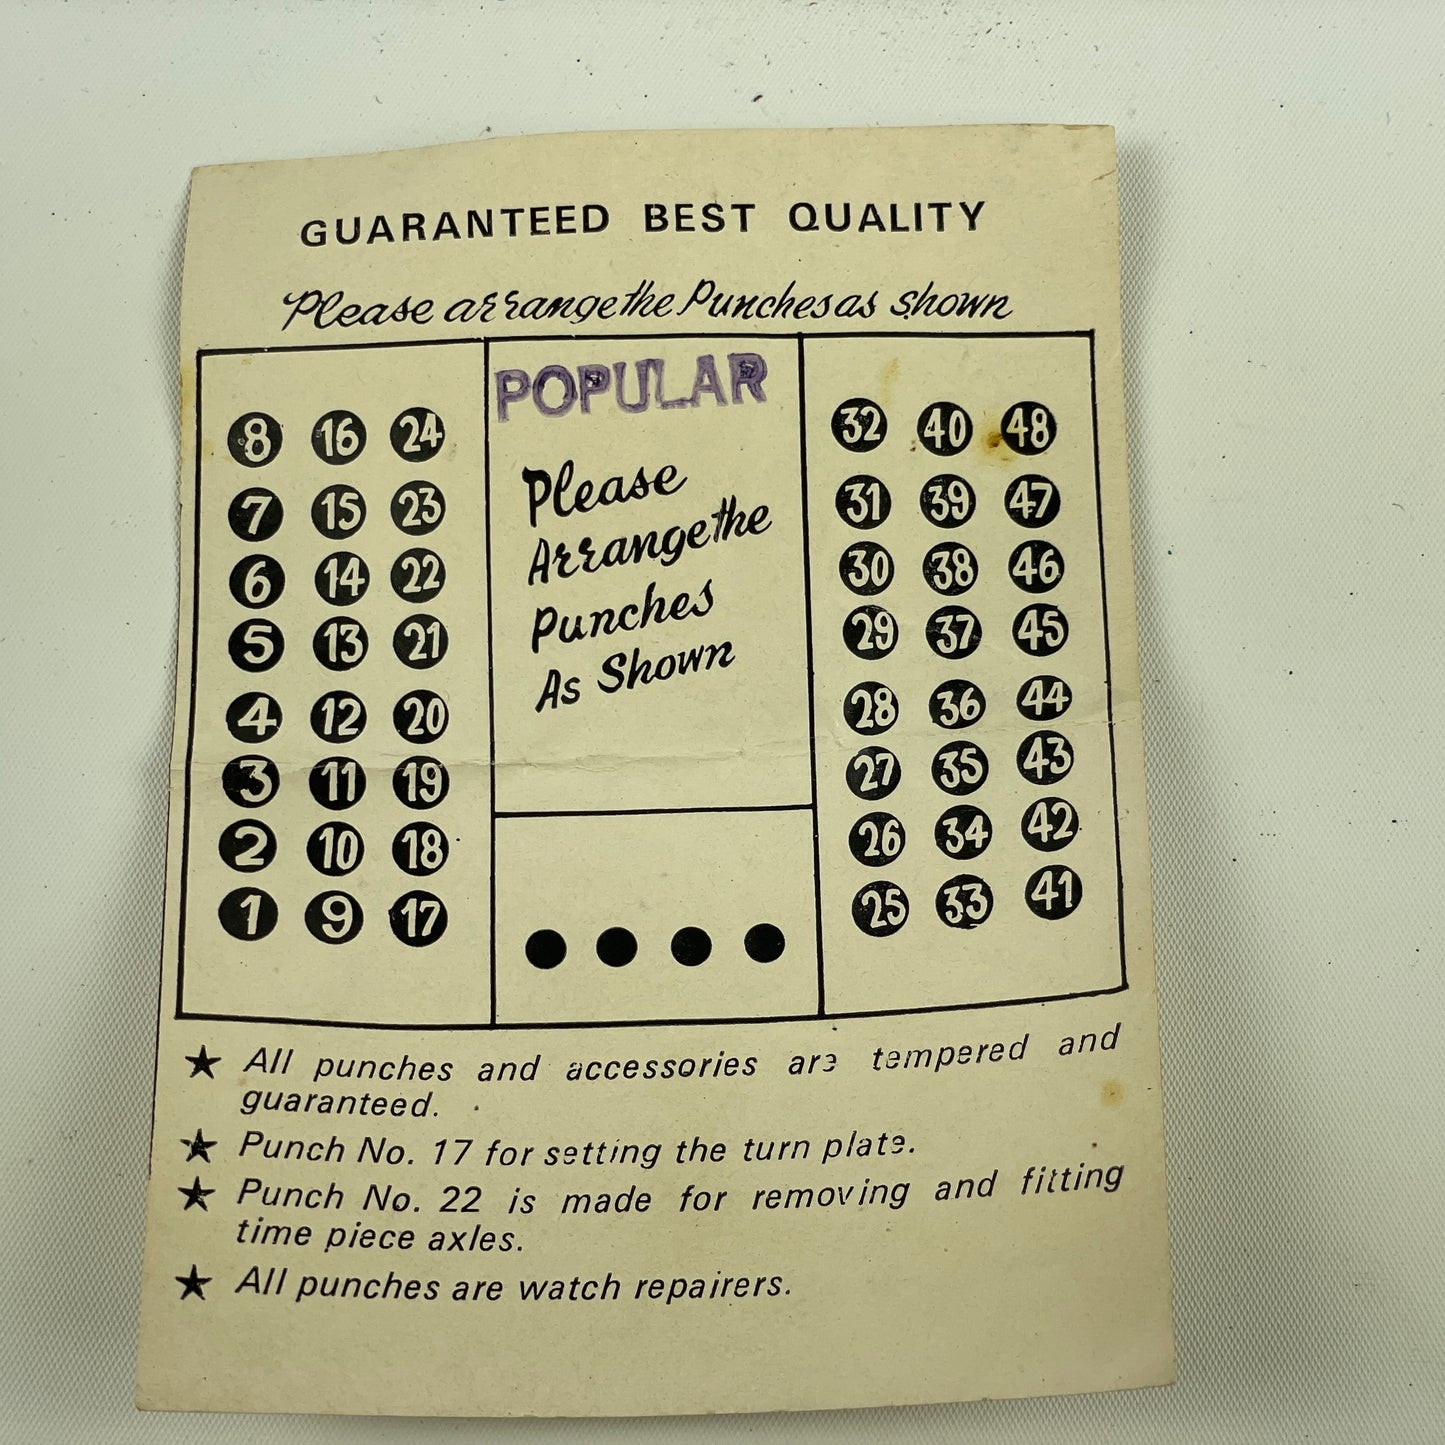 GUARANTEED BEST QUALITY
Please arrange the Punches as shown
POPULAR
Please
Arrange the
Punches
As Shown
8 16 24
7 15 23
6 14 22
5 13 21
4 12 20
3 11 19
2 10 18
1 9 17
32 40 48
31 39 47
30 38 46
29 37 45
28 36 44
27 35 43
26 34 42
25 33 41
★ All punches and accessories are tempered and
guaranteed.
★ Punch No. 17 for setting the turn plate.
★ Punch No. 22 is made for removing and fitting
time piece axles.
★ All punches are watch repairers.